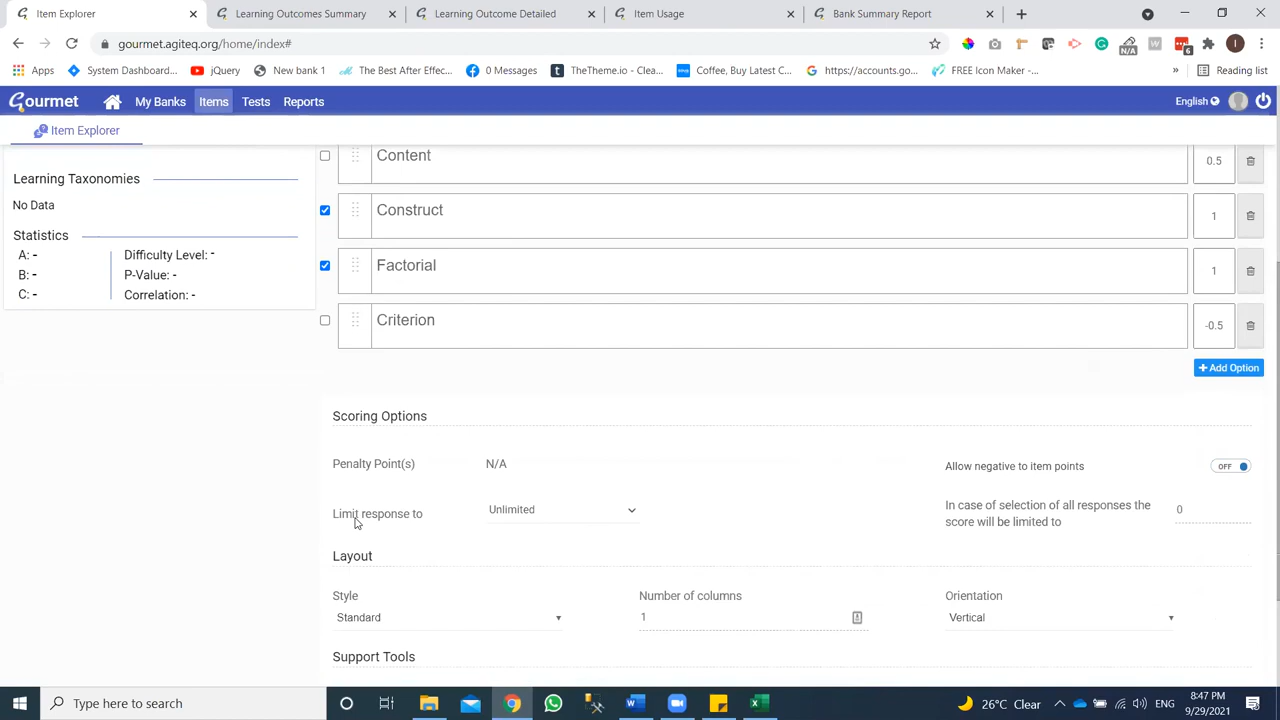 Item Explorer
Learning Outcomes Summary
Learning Outcome Detailed
Item Usage
Bank Summary Report
gourmet.agiteq.org/home/index#
N/A
6
I
Apps
System Dashboard...
jQuery
New bank 1
The Best After Effec...
0 Messages
TheTheme.io - Clea...
Coffee, Buy Latest C...
https://accounts.go...
FREE Icon Maker -...
»
Reading list
Gourmet
My Banks
Items
Tests
Reports
English
Item Explorer
Learning Taxonomies
No Data
Statistics
A: -
Difficulty Level: -
B: -
P-Value: -
C: -
Correlation: -
Content
0.5
Construct
1
Factorial
1
Criterion
-0.5
+ Add Option
Scoring Options
Penalty Point(s)
N/A
Allow negative to item points
OFF
Limit response to
Unlimited
In case of selection of all responses the
score will be limited to
0
Layout
Style
Number of columns
Orientation
Standard
1
Vertical
Support Tools
Type here to search
26°C Clear
ENG
8:47 PM
9/29/2021